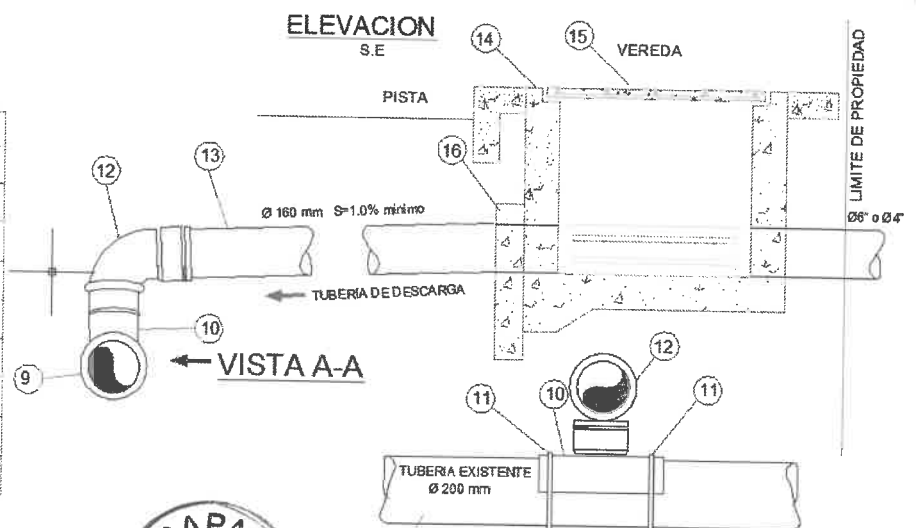 ELEVACION
S.E
14
15
VEREDA
PISTA
LIMITE DE PROPIEDAD
16
12
13
Ø 160 mm S=1.0% minimo
Ø6" o Ø4"
TUBERIA DE DESCARGA
10
VISTA A-A
9
12
11
10
11
TUBERIA EXISTENTE
Ø 200 mm